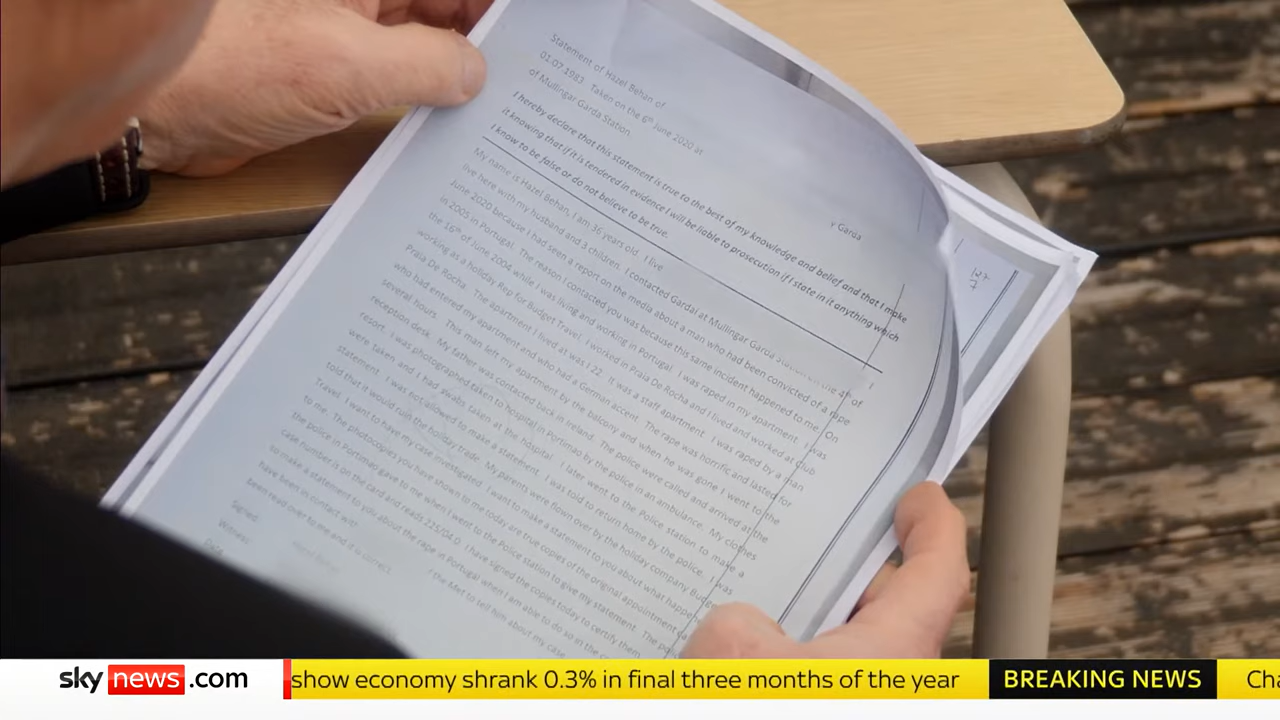 Statement of Hazel Behan of
01.07.1983. Taken on the 6th June 2020 at y Garda
of Mullingar Garda Station.
I hereby declare that this statement is true to the best of my knowledge and belief and that I make
it knowing that if it is tendered in evidence I will be liable to prosecution if I state in it anything which
I know to be false or do not believe to be true.
My name is Hazel Behan, I am 36 years old. I live I
live here with my husband and 3 children. I contacted Gardai at Mullingar Garda on the 4th of
June 2020 because I had seen a report on the media about a man who had been convicted of a rape
in 2005 in Portugal. The reason I contacted you was because this same incident happened to me. On
the 16th of June 2004 while I was living and working in Portugal. I was raped in my apartment. I was
working as a holiday Rep for Budget Travel. I worked in Praia De Rocha and I lived and worked at Club
Praia De Rocha. The apartment I lived at was 122. It was a staff apartment. I was raped by a man
who had entered my apartment and who had a German accent. The rape was horrific and lasted for
several hours. This man left my apartment by the balcony and when he was gone I went to the
reception desk. My father was contacted back in Ireland. The police were called and arrived at the
resort. I was photographed taken to hospital in Portimao by the police in an ambulance. My clothes
were taken and I had swabs taken at the hospital. I later went to the Police station to make a
statement. I was not allowed to make a statement. I was told to return home by the police. I was
told that it would ruin the holiday trade. My parents were flown over by the holiday company
Travel. I want to have my case investigated. I want to make a statement to you about what
to me. The photocopies you have shown to me today are true copies of the original appointment
the police in Portimao gave to me when I went to the Police station to give my statement. The
case number is on the card and reads 225/04.0. I have signed the copies today to certify them
so make a statement to you about the rape in Portugal when I am able to do so in the
have been in contact with the Met to tell him about my case
been read over to me and it is correct.
Signed:
Witness:
sky news.com
show economy shrank 0.3% in final three months of the year
BREAKING NEWS
Cha